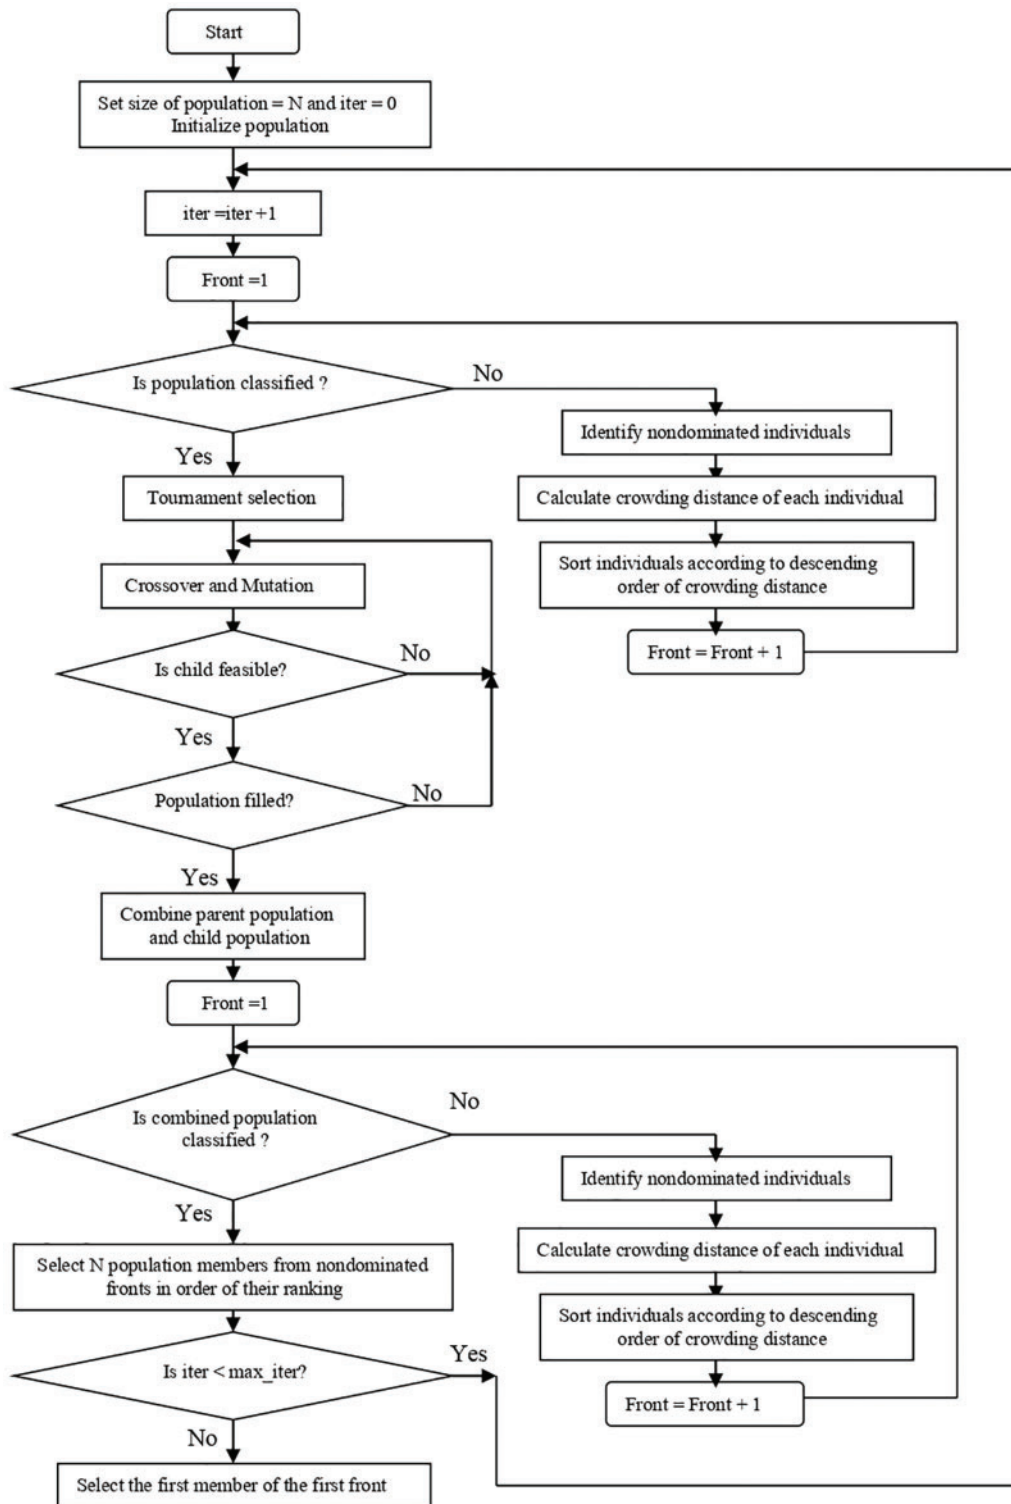 Start
Set size of population = N and iter = 0
Initialize population
iter =iter +1
Front =1
Is population classified ?
No
Yes
Identify nondominated individuals
Calculate crowding distance of each individual
Sort individuals according to descending
order of crowding distance
Front = Front + 1
Tournament selection
Crossover and Mutation
Is child feasible?
No
Yes
Population filled?
No
Yes
Combine parent population
and child population
Front =1
Is combined population
classified ?
No
Yes
Identify nondominated individuals
Calculate crowding distance of each individual
Sort individuals according to descending
order of crowding distance
Front = Front + 1
Select N population members from nondominated
fronts in order of their ranking
Is iter < max_iter?
Yes
No
Select the first member of the first front